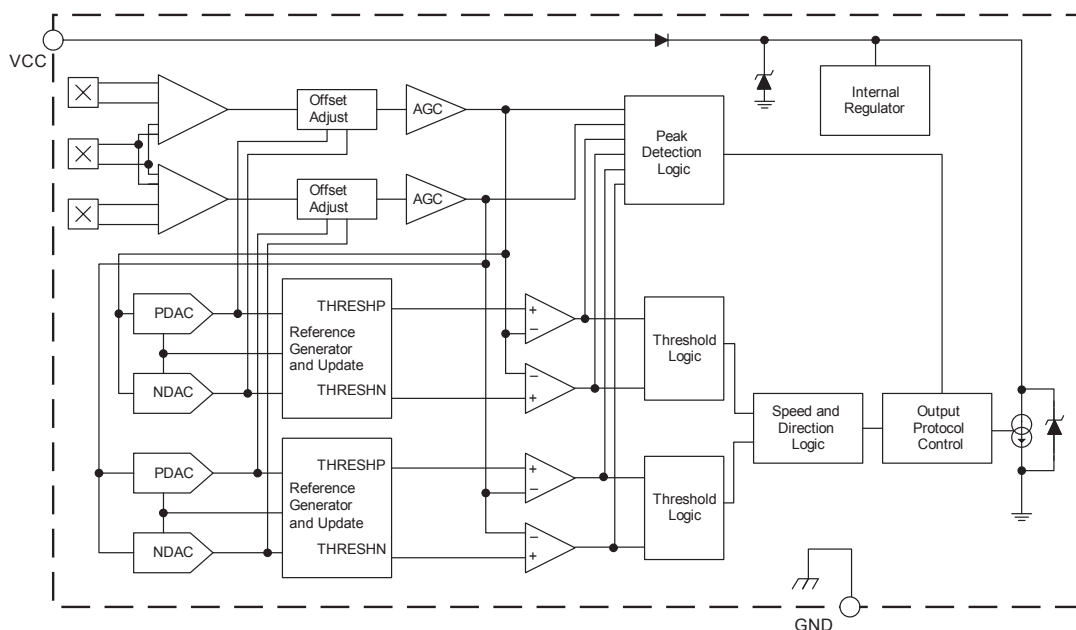 VCC
Offset
Adjust
AGC
Internal
Regulator
Peak
Detection
Logic
Offset
Adjust
AGC
PDAC
THRESHP
Reference
Generator
and Update
THRESHN
NDAC
+
−
−
+
Threshold
Logic
Speed and
Direction
Logic
Output
Protocol
Control
PDAC
THRESHP
Reference
Generator
and Update
THRESHN
NDAC
+
−
−
+
Threshold
Logic
GND